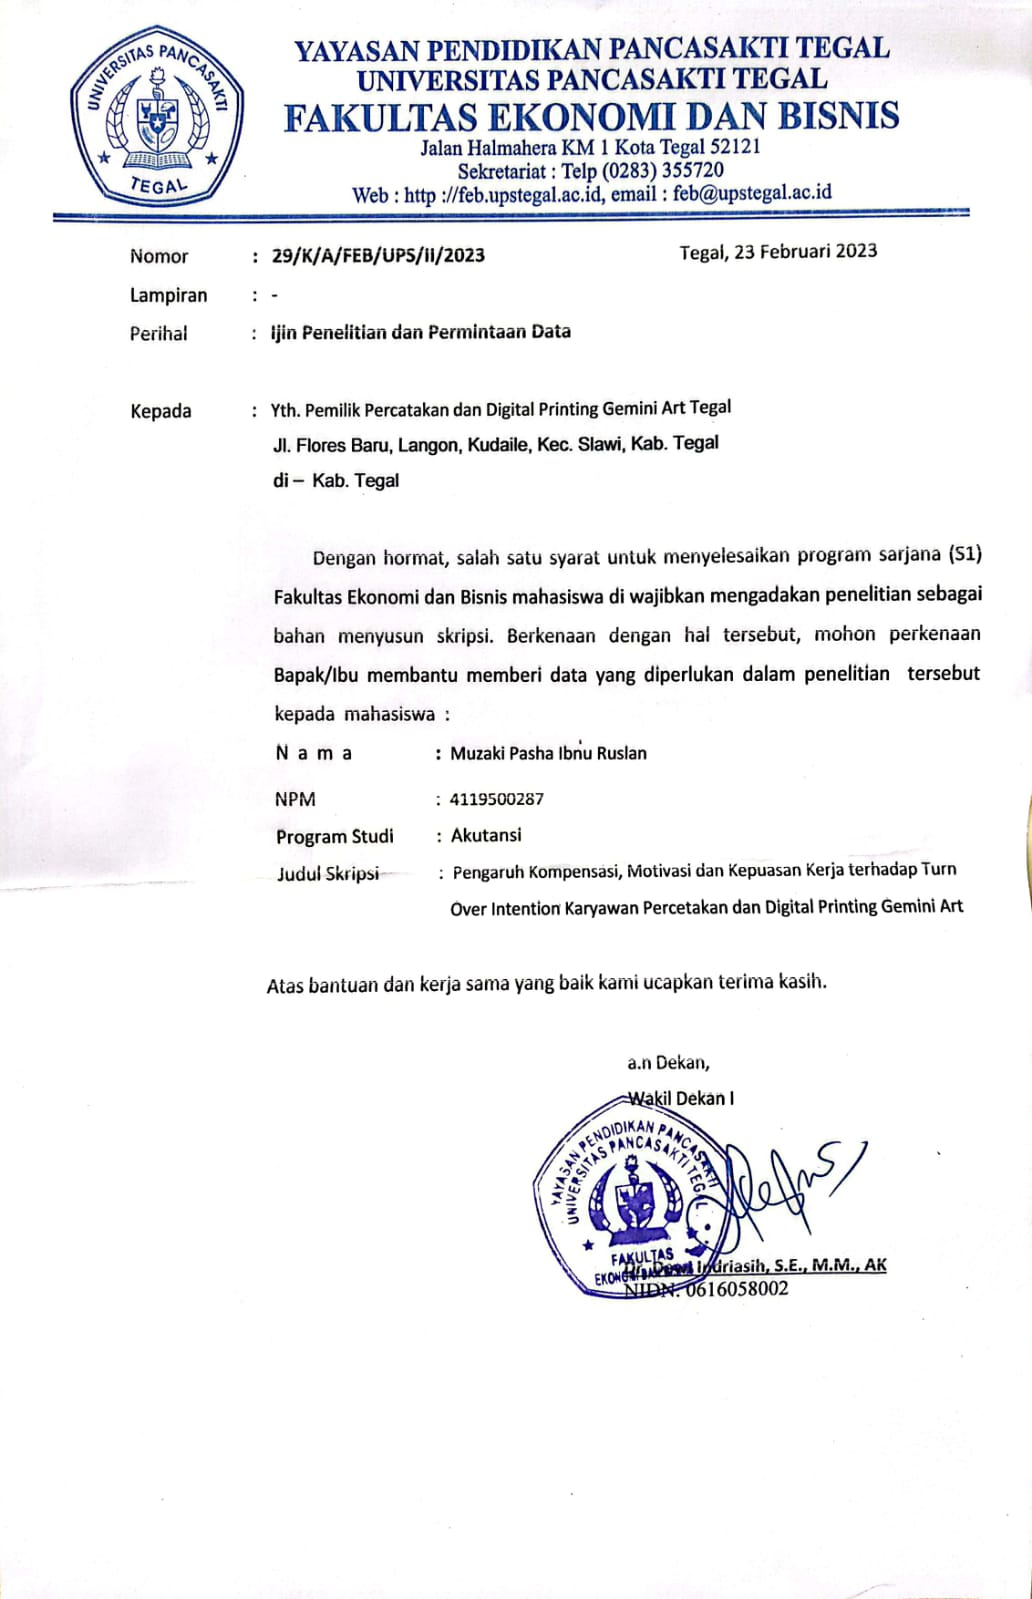 UNIVERSITAS PANCASAKTI
TEGAL
YAYASAN PENDIDIKAN PANCASAKTI TEGAL
UNIVERSITAS PANCASAKTI TEGAL
FAKULTAS EKONOMI DAN BISNIS
Jalan Halmahera KM 1 Kota Tegal 52121
Sekretariat : Telp (0283) 355720
Web : http ://feb.upstegal.ac.id, email : feb@upstegal.ac.id
Nomor : 29/K/A/FEB/UPS/II/2023 Tegal, 23 Februari 2023
Lampiran : -
Perihal : Ijin Penelitian dan Permintaan Data
Kepada : Yth. Pemilik Percatakan dan Digital Printing Gemini Art Tegal
Jl. Flores Baru, Langon, Kudaile, Kec. Slawi, Kab. Tegal
di – Kab. Tegal
Dengan hormat, salah satu syarat untuk menyelesaikan program sarjana (S1)
Fakultas Ekonomi dan Bisnis mahasiswa di wajibkan mengadakan penelitian sebagai
bahan menyusun skripsi. Berkenaan dengan hal tersebut, mohon perkenaan
Bapak/Ibu membantu memberi data yang diperlukan dalam penelitian tersebut
kepada mahasiswa :
N a m a : Muzaki Pasha Ibnu Ruslan
NPM : 4119500287
Program Studi : Akutansi
Judul Skripsi : Pengaruh Kompensasi, Motivasi dan Kepuasan Kerja terhadap Turn
Over Intention Karyawan Percetakan dan Digital Printing Gemini Art
Atas bantuan dan kerja sama yang baik kami ucapkan terima kasih.
a.n Dekan,
Wakil Dekan I
YAYASAN PENDIDIKAN PANCASAKTI
UNIVERSITAS PANCASAKTI TEGAL
FAKULTAS
Indriasih, S.E., M.M., AK
NIDN. 0616058002